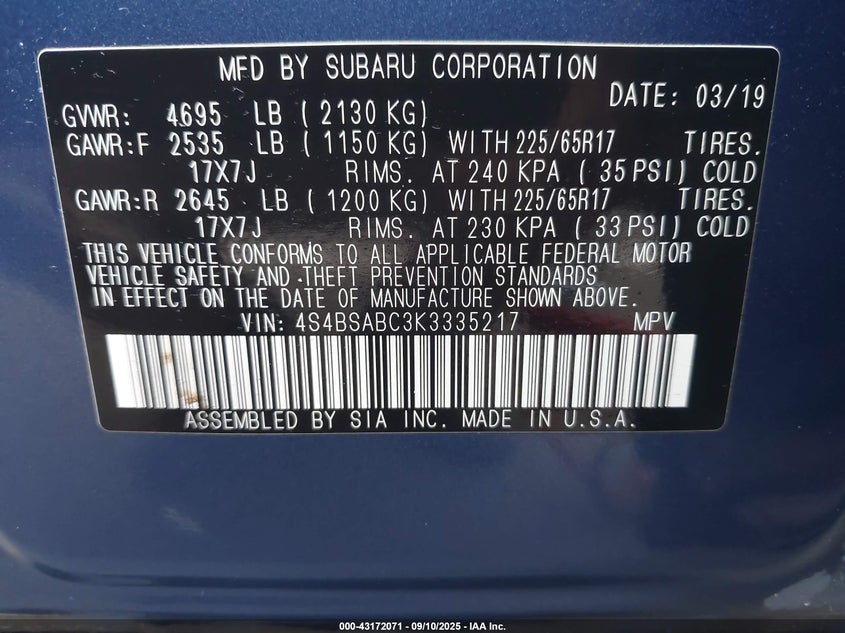 MFD BY SUBARU CORPORATION
DATE: 03/19
GVWR: 4695 LB ( 2130 KG)
GAWR:F 2535 LB ( 1150 KG) WITH 225/65R17 TIRES.
17X7J RIMS. AT 240 KPA ( 35 PSI) COLD
GAWR:R 2645 LB ( 1200 KG) WITH 225/65R17 TIRES.
17X7J RIMS. AT 230 KPA ( 33 PSI) COLD
THIS VEHICLE CONFORMS TO ALL APPLICABLE FEDERAL MOTOR
VEHICLE SAFETY AND THEFT PREVENTION STANDARDS
IN EFFECT ON THE DATE OF MANUFACTURE SHOWN ABOVE.
VIN: 4S4BSABC3K3335217 MPV
ASSEMBLED BY SIA INC. MADE IN U.S.A.
000-43172071 - 09/10/2025 - IAA Inc.